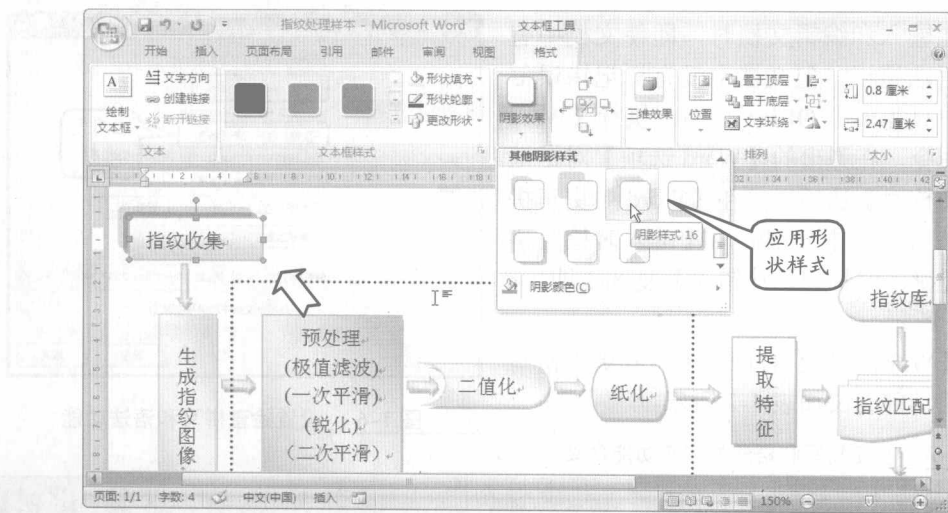 指纹处理样本 - Microsoft Word
文本框工具
开始 插入 页面布局 引用 邮件 审阅 视图 格式
绘制
文本框
文字方向
创建链接
断开链接
文本
形状填充
形状轮廓
更改形状
文本框样式
阴影效果
三维效果
位置
置于顶层
置于底层
文字环绕
排列
0.8 厘米
2.47 厘米
大小
其他阴影样式
阴影样式 16
阴影颜色(C)
应用形
状样式
指纹收集
生成指纹图像
预处理
(极值滤波)
(一次平滑)
(锐化)
(二次平滑)
二值化
纸化
提取特征
指纹库
指纹匹配
页面: 1/1 字数: 4 中文(中国) 插入 150%